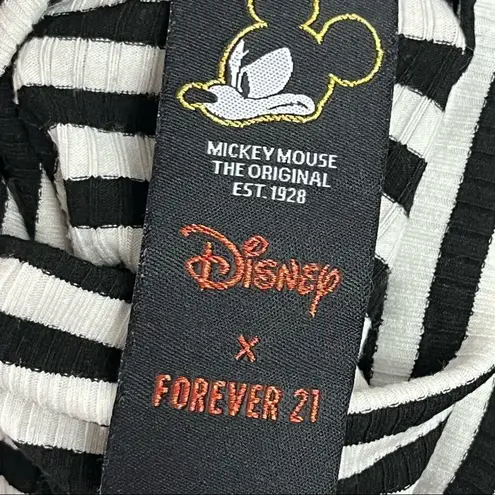 MICKEY MOUSE
THE ORIGINAL
EST. 1928
Disney
X
FOREVER 21